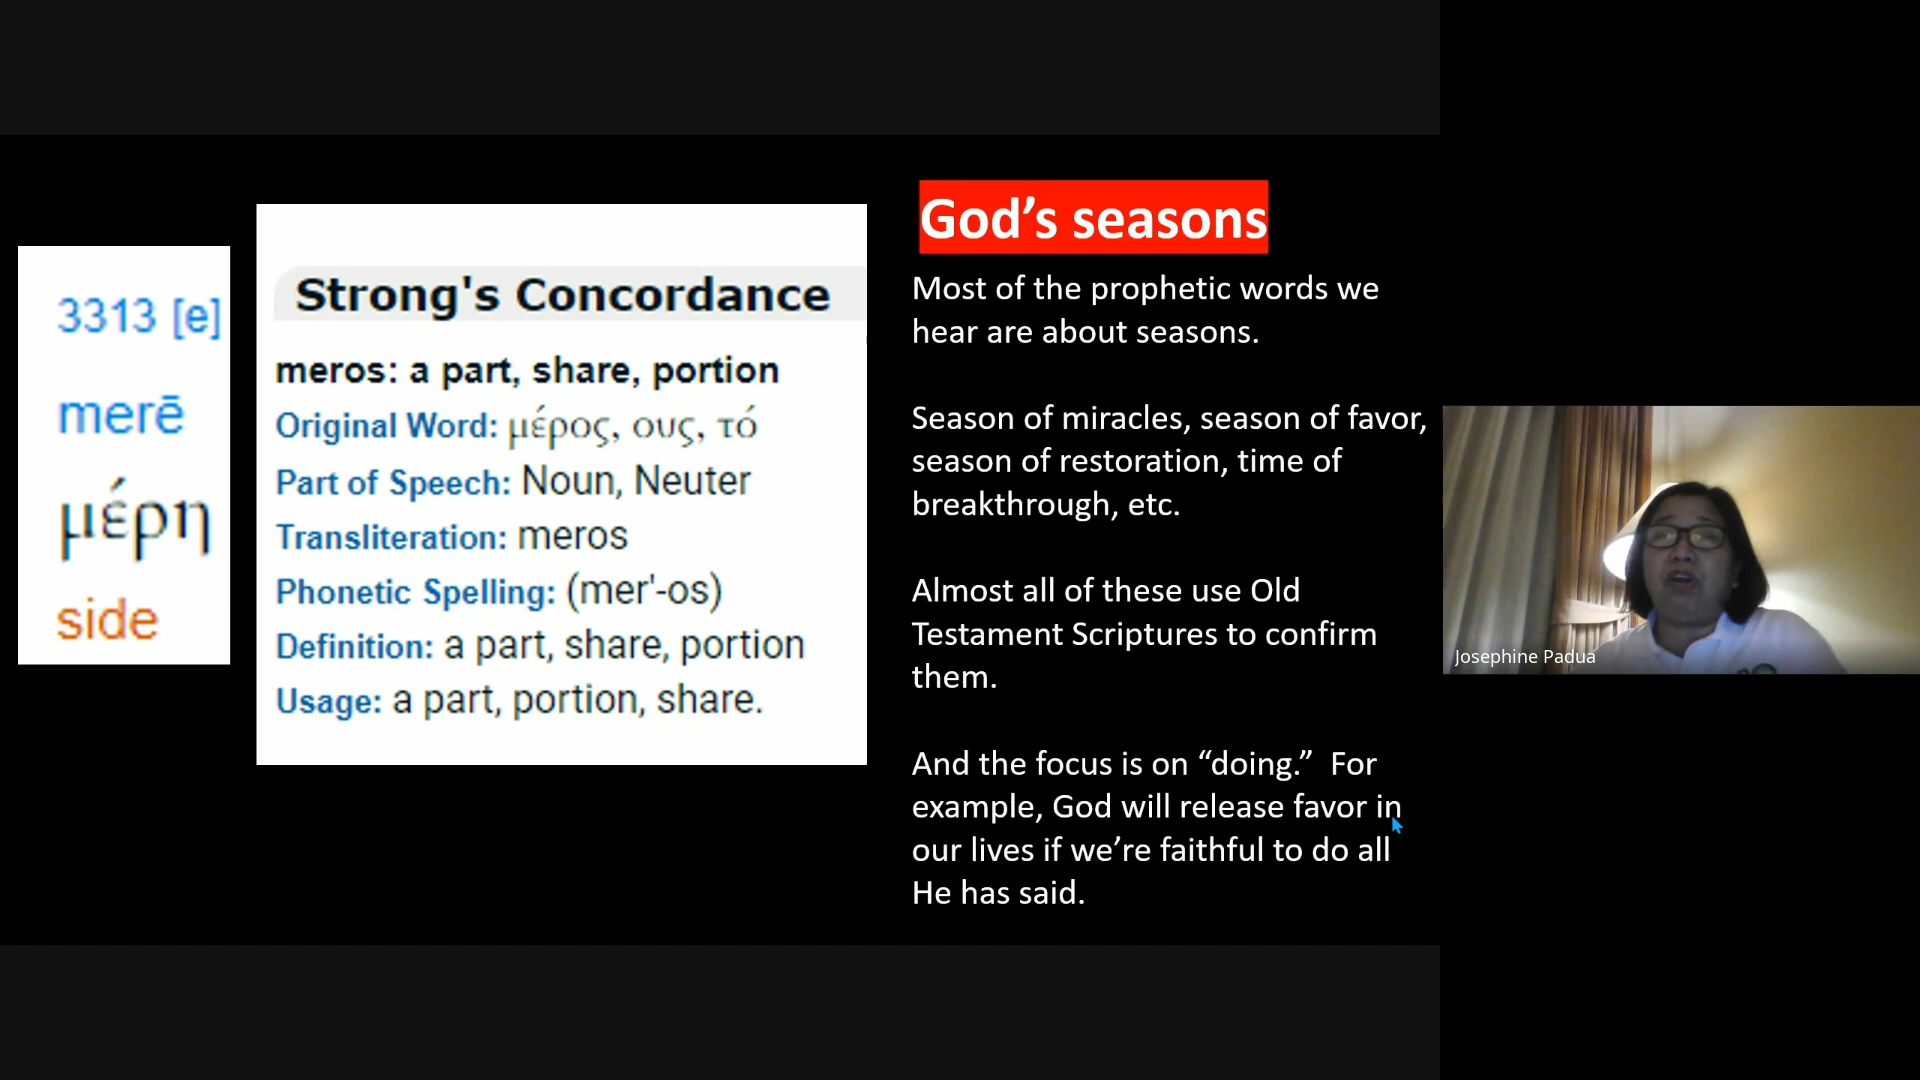 3313 [e]
merē
μέρη
side
Strong's Concordance
meros: a part, share, portion
Original Word: μέρος, ους, τό
Part of Speech: Noun, Neuter
Transliteration: meros
Phonetic Spelling: (mer'-os)
Definition: a part, share, portion
Usage: a part, portion, share.
God’s seasons
Most of the prophetic words we
hear are about seasons.
Season of miracles, season of favor,
season of restoration, time of
breakthrough, etc.
Almost all of these use Old
Testament Scriptures to confirm
them.
And the focus is on “doing.”  For
example, God will release favor in
our lives if we’re faithful to do all
He has said.
Josephine Padua